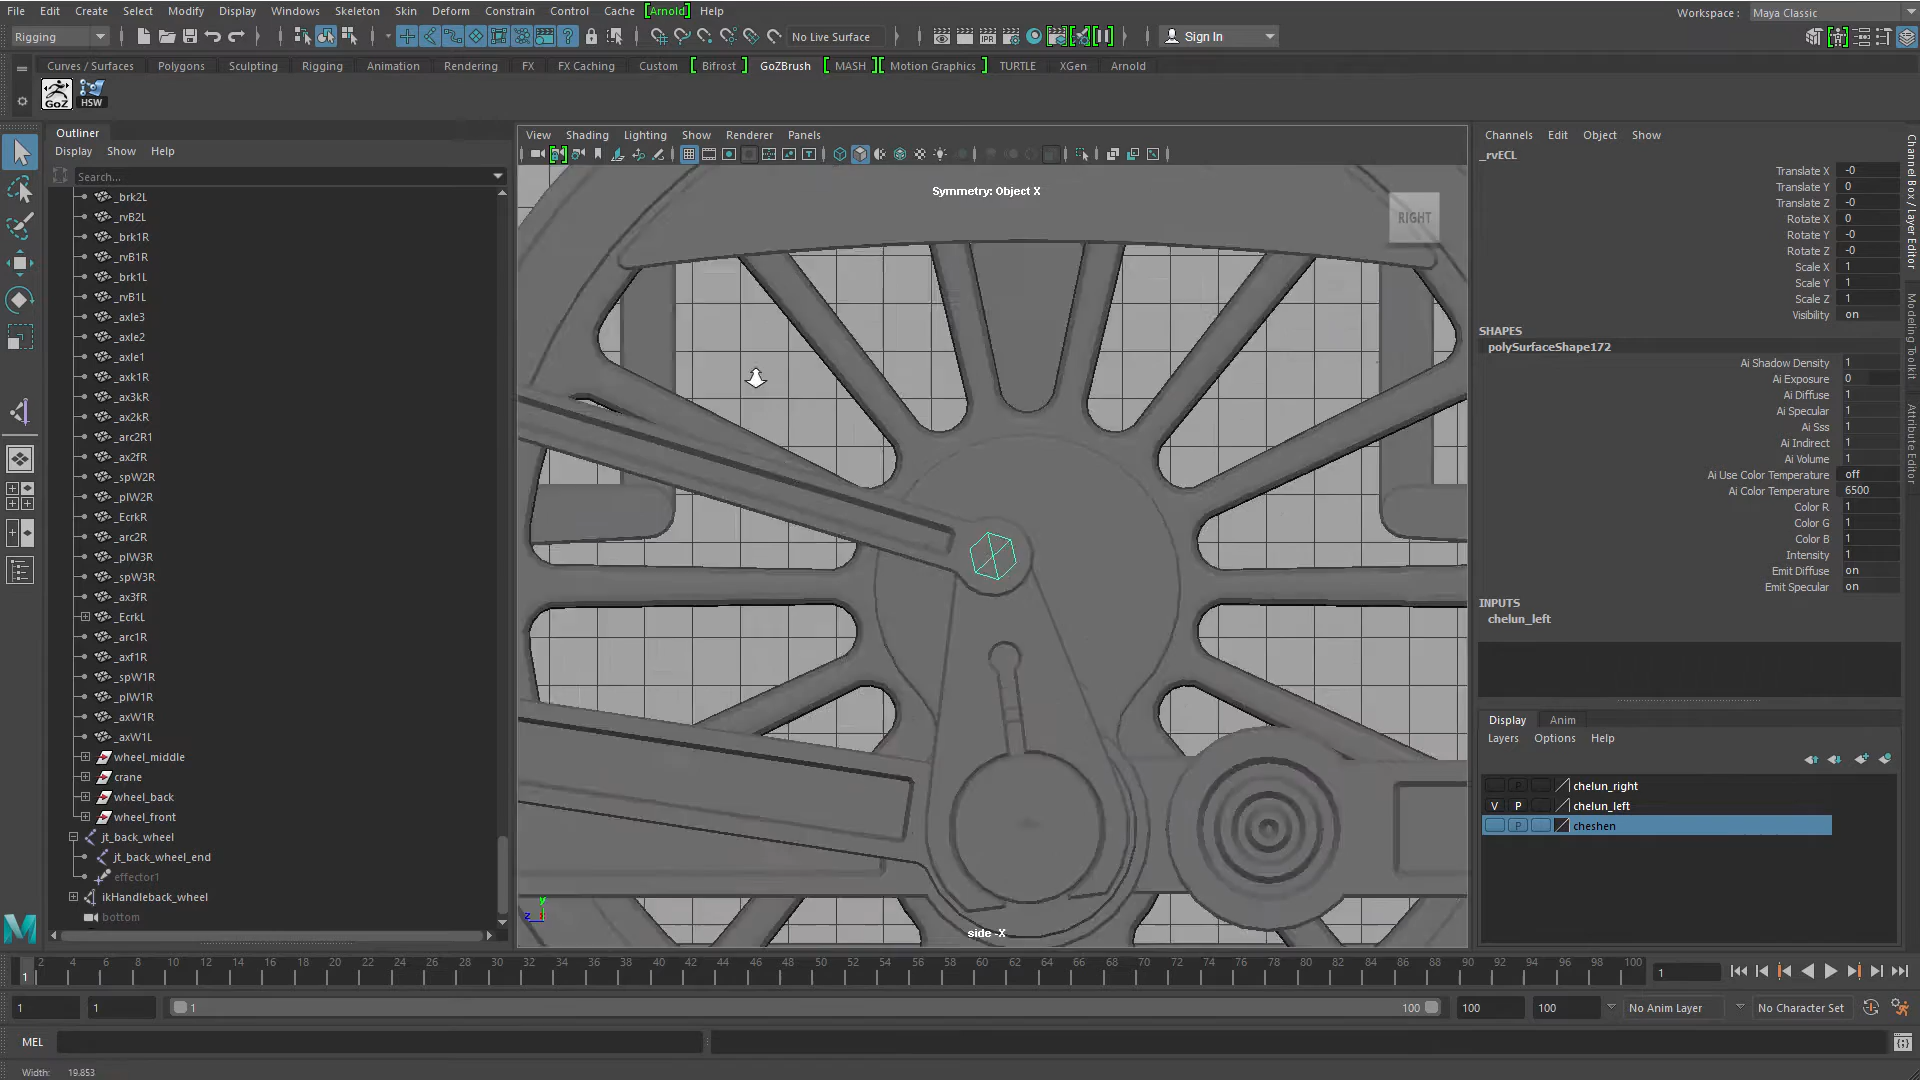 File Edit Create Select Modify Display Windows Skeleton Skin Deform Constrain Control Cache [Arnold] Help
Workspace : Maya Classic
Rigging
No Live Surface
Sign In
Curves / Surfaces Polygons Sculpting Rigging Animation Rendering FX FX Caching Custom [ Bifrost ] GoZBrush [ MASH ] [ Motion Graphics ] TURTLE XGen Arnold
GoZ HSW
Outliner
Display Show Help
Search...
_brk2L
_rvB2L
_brk1R
_rvB1R
_brk1L
_rvB1L
_axle3
_axle2
_axle1
_axk1R
_ax3kR
_ax2kR
_arc2R1
_ax2fR
_spW2R
_plW2R
_EcrkR
_arc2R
_plW3R
_spW3R
_ax3fR
_EcrkL
_arc1R
_axf1R
_spW1R
_plW1R
_axW1R
_axW1L
wheel_middle
crane
wheel_back
wheel_front
jt_back_wheel
jt_back_wheel_end
effector1
ikHandleback_wheel
bottom
View Shading Lighting Show Renderer Panels
Symmetry: Object X
RIGHT
y
z
side -X
Channels Edit Object Show
_rvECL
Translate X -0
Translate Y 0
Translate Z -0
Rotate X 0
Rotate Y -0
Rotate Z -0
Scale X 1
Scale Y 1
Scale Z 1
Visibility on
SHAPES
polySurfaceShape172
Ai Shadow Density 1
Ai Exposure 0
Ai Diffuse 1
Ai Specular 1
Ai Sss 1
Ai Indirect 1
Ai Volume 1
Ai Use Color Temperature off
Ai Color Temperature 6500
Color R 1
Color G 1
Color B 1
Intensity 1
Emit Diffuse on
Emit Specular on
INPUTS
chelun_left
Display Anim
Layers Options Help
P chelun_right
V P chelun_left
P cheshen
Channel Box / Layer Editor
Modeling Toolkit
Attribute Editor
1 2 4 6 8 10 12 14 16 18 20 22 24 26 28 30 32 34 36 38 40 42 44 46 48 50 52 54 56 58 60 62 64 66 68 70 72 74 76 78 80 82 84 86 88 90 92 94 96 98 100 1
1 1 1 100 100 100 No Anim Layer No Character Set
MEL
Width: 19.853